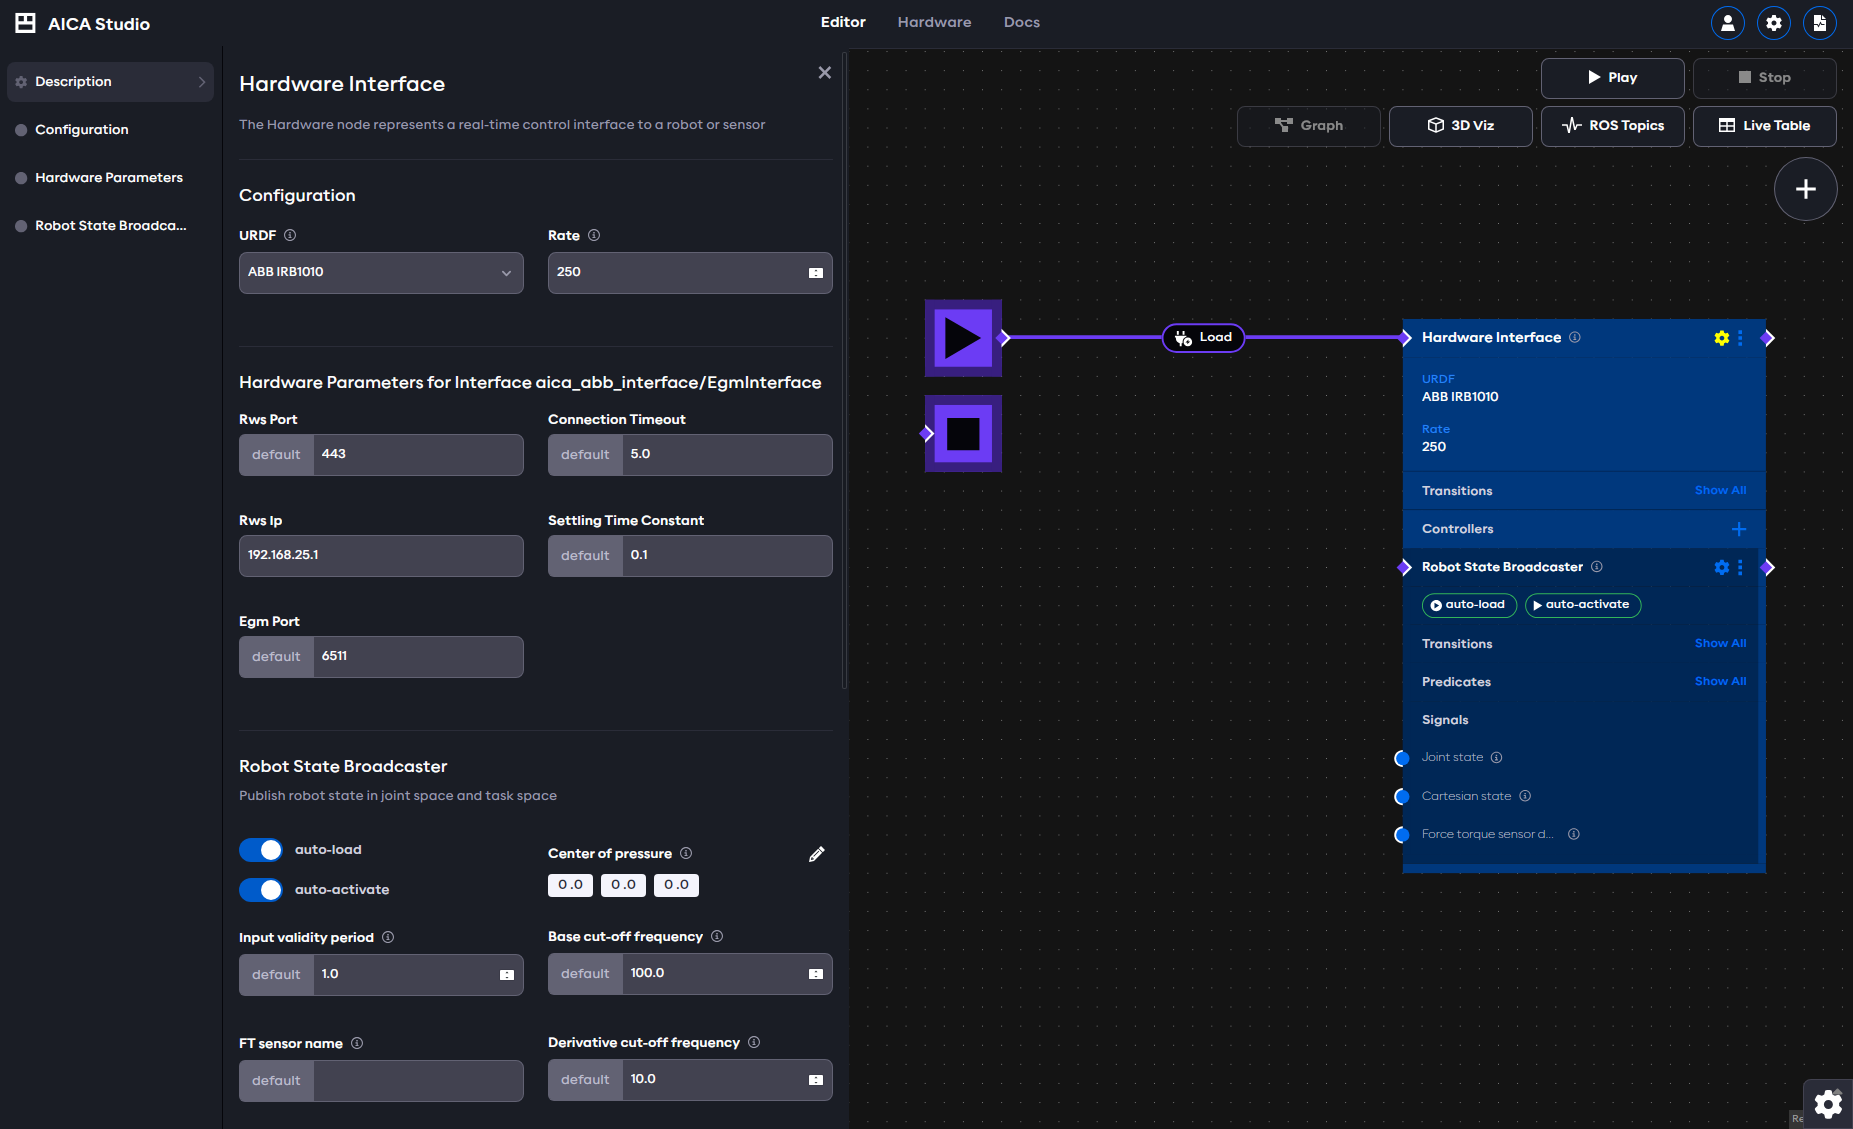 AICA Studio
Editor
Hardware
Docs
Description
Configuration
Hardware Parameters
Robot State Broadca...
Hardware Interface
The Hardware node represents a real-time control interface to a robot or sensor
Configuration
URDF
Rate
ABB IRB1010
250
Hardware Parameters for Interface aica_abb_interface/EgmInterface
Rws Port
Connection Timeout
default 443
default 5.0
Rws Ip
Settling Time Constant
192.168.25.1
default 0.1
Egm Port
default 6511
Robot State Broadcaster
Publish robot state in joint space and task space
auto-load
auto-activate
Center of pressure
0.0 0.0 0.0
Input validity period
Base cut-off frequency
default 1.0
default 100.0
FT sensor name
Derivative cut-off frequency
default
default 10.0
Play
Stop
Graph
3D Viz
ROS Topics
Live Table
Load
Hardware Interface
URDF
ABB IRB1010
Rate
250
Transitions Show All
Controllers
Robot State Broadcaster
auto-load auto-activate
Transitions Show All
Predicates Show All
Signals
Joint state
Cartesian state
Force torque sensor d...